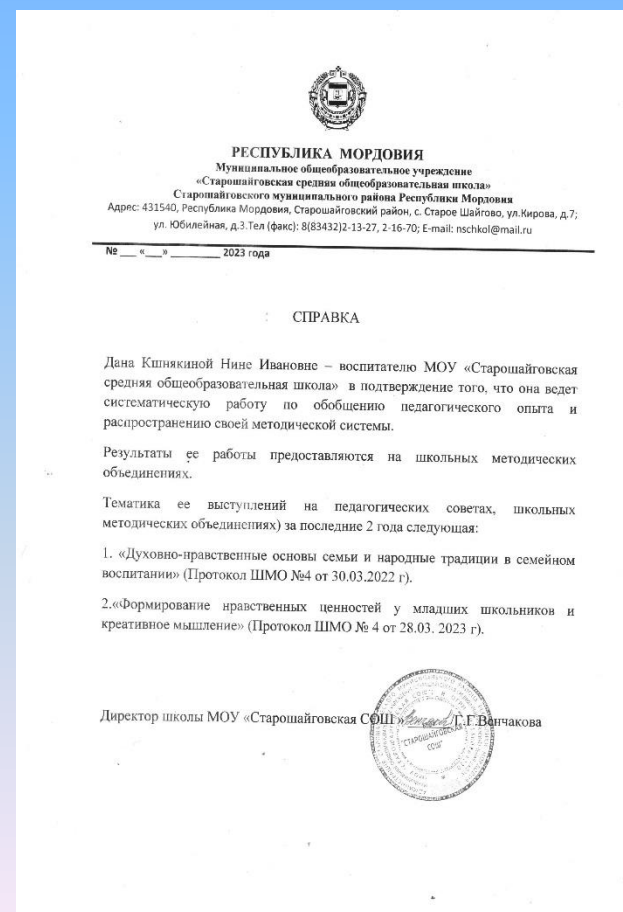 РЕСПУБЛИКА МОРДОВИЯ
Муниципальное общеобразовательное учреждение
«Старошайговская средняя общеобразовательная школа»
Старошайговского муниципального района Республики Мордовия
Адрес: 431540, Республика Мордовия, Старошайговский район, с. Старое Шайгово, ул.Кирова, д.7;
ул. Юбилейная, д.3.Тел (факс): 8(83432)2-13-27, 2-16-70; E-mail: nschkol@mail.ru
№ ___ «___» _________ 2023 года
СПРАВКА
Дана Кшнякиной Нине Ивановне – воспитателю МОУ «Старошайговская
средняя общеобразовательная школа» в подтверждение того, что она ведет
систематическую работу по обобщению педагогического опыта и
распространению своей методической системы.
Результаты ее работы предоставляются на школьных методических
объединениях.
Тематика ее выступлений на педагогических советах, школьных
методических объединениях) за последние 2 года следующая:
1. «Духовно-нравственные основы семьи и народные традиции в семейном
воспитании» (Протокол ШМО №4 от 30.03.2022 г).
2.«Формирование нравственных ценностей у младших школьников и
креативное мышление» (Протокол ШМО № 4 от 28.03. 2023 г).
Директор школы МОУ «Старошайговская СОШ» /Г.Г.Венчакова
"СТАРОШАЙГОВСКАЯ
СОШ"